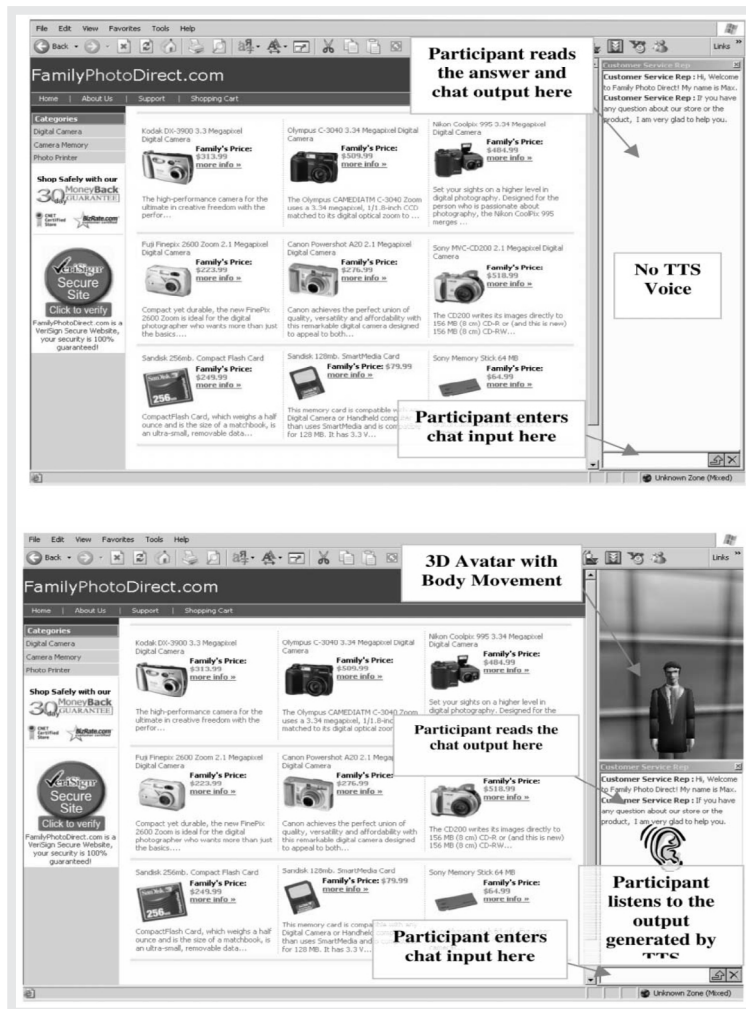 File Edit View Favorites Tools Help
Back
Links
Participant reads
the answer and
chat output here
FamilyPhotoDirect.com
Home | About Us | Support | Shopping Cart
Customer Service Rep
Customer Service Rep : Hi, Welcome
to Family Photo Direct! My name is Max.
Customer Service Rep : If you have
any question about our store or the
product, I am very glad to help you.
Categories
Digital Camera
Camera Memory
Photo Printer
Shop Safely with our
30 MoneyBack
GUARANTEE
CNET
Certified
Store
BizRate.com
VeriSign
Secure
Site
Click to verify
FamilyPhotoDirect.com is a
VeriSign Secure Website,
your security is 100%
guaranteed!
Kodak DX-3900 3.3 Megapixel
Digital Camera
Family's Price:
$313.99
more info »
The high-performance camera for the
ultimate in creative freedom with the
perfor...
Olympus C-3040 3.34 Megapixel Digital
Camera
Family's Price:
$509.99
more info »
The Olympus CAMEDIATM C-3040 Zoom
uses a 3.34 megapixel, 1/1.8-inch CCD
matched to its digital optical zoom to ...
Nikon Coolpix 995 3.34 Megapixel
Digital Camera
Family's Price:
$484.99
more info »
Set your sights on a higher level in
digital photography. Designed for the
person who is passionate about
photography, the Nikon CoolPix 995
merges ...
Fuji Finepix 2600 Zoom 2.1 Megapixel
Digital Camera
Family's Price:
$223.99
more info »
Compact yet durable, the new FinePix
2600 Zoom is ideal for the digital
photographer who wants more than just
the basics....
Canon Powershot A20 2.1 Megapixel
Digital Camera
Family's Price:
$276.99
more info »
Canon achieves the perfect union of
quality, versatility and affordability with
this remarkable digital camera designed
to appeal to both...
Sony MVC-CD200 2.1 Megapixel Digital
Camera
Family's Price:
$518.99
more info »
The CD200 writes its images directly to
156 MB (8 cm) CD-R or (and this is new)
156 MB (8 cm) CD-RW...
No TTS
Voice
Sandisk 256mb. Compact Flash Card
Family's Price:
$249.99
more info »
CompactFlash Card, which weighs a half
ounce and is the size of a matchbook, is
an ultra-small, removable data...
Sandisk 128mb. SmartMedia Card
Family's Price: $79.99
more info »
This memory card is compatible
Digital Camera or Handheld
than uses SmartMedia and is
for 128 MB. It has 3.3 V...
Sony Memory Stick 64 MB
Family's Price:
$64.99
more info »
Participant enters
chat input here
Unknown Zone (Mixed)
File Edit View Favorites Tools Help
Back
Links
3D Avatar with
Body Movement
FamilyPhotoDirect.com
Home | About Us | Support | Shopping Cart
Categories
Digital Camera
Camera Memory
Photo Printer
Shop Safely with our
30 MoneyBack
GUARANTEE
CNET
Certified
Store
BizRate.com
VeriSign
Secure
Site
Click to verify
FamilyPhotoDirect.com is a
VeriSign Secure Website,
your security is 100%
guaranteed!
Kodak DX-3900 3.3 Megapixel
Digital Camera
Family's Price:
$313.99
more info »
The high-performance camera for the
ultimate in creative freedom with the
perfor...
Olympus C-3040 3.34 Megapixel Digital
Camera
Family's Price:
$509.99
more info »
The Olympus CAMEDIATM C-3040 Zoom
uses a 3.34 megapixel,
matched to its digital optical
Nikon Coolpix 995 3.34 Megapixel
Digital Camera
Family's Price:
$484.99
more info »
Set your sights on a higher level in
digital photography. Designed for the
Participant reads the
chat output here
Customer Service Rep
Customer Service Rep : Hi, Welcome
to Family Photo Direct! My name is Max.
Customer Service Rep : If you have
any question about our store or the
product, I am very glad to help you.
Fuji Finepix 2600 Zoom 2.1 Megapixel
Digital Camera
Family's Price:
$223.99
more info »
Compact yet durable, the new FinePix
2600 Zoom is ideal for the digital
photographer who wants more than just
the basics....
Canon Powershot A20 2.1
Digital Camera
Family's Price:
$276.99
more info »
Canon achieves the perfect union of
quality, versatility and affordability with
this remarkable digital camera designed
to appeal to both...
Family's Price:
$518.99
more info »
The CD200 writes its images directly to
156 MB (8 cm) CD-R or (and this is new)
156 MB (8 cm) CD-RW...
Participant
listens to the
output
generated by
TTS
Sandisk 256mb. Compact Flash Card
Family's Price:
$249.99
more info »
CompactFlash Card, which weighs a half
ounce and is the size of a matchbook, is
an ultra-small, removable data...
Sandisk 128mb. SmartMedia Card
Family's Price: $79.99
more info »
This memory card is compatible with any
Digital Camera or Handheld
than uses SmartMedia and
for 128 MB. It has 3.3 V...
Sony Memory Stick 64 MB
Family's Price:
$64.99
more info »
Participant enters
chat input here
Unknown Zone (Mixed)